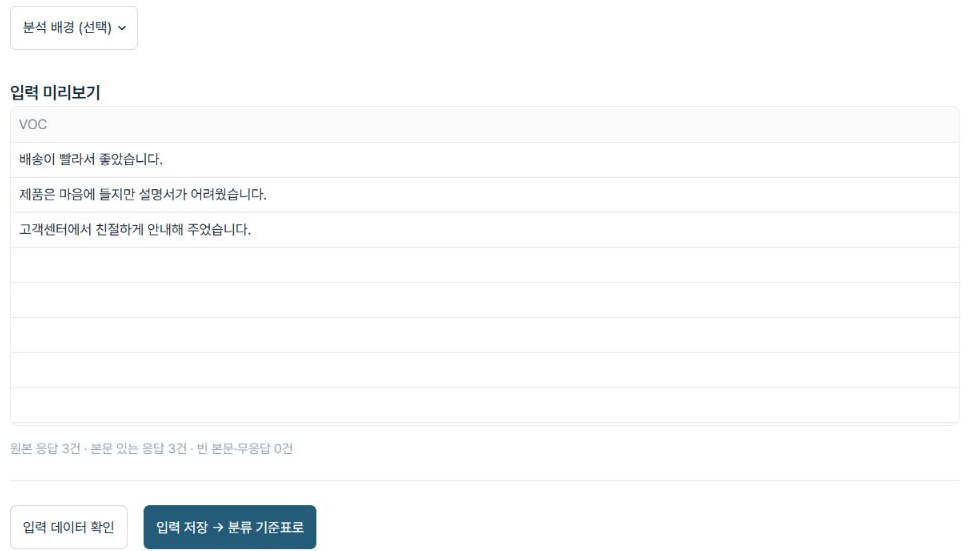 분석 배경 (선택)
입력 미리보기
VOC
배송이 빨라서 좋았습니다.
제품은 마음에 들지만 설명서가 어려웠습니다.
고객센터에서 친절하게 안내해 주었습니다.
원본 응답 3건 · 본문 있는 응답 3건 · 빈 본문·무응답 0건
입력 데이터 확인
입력 저장 → 분류 기준표로